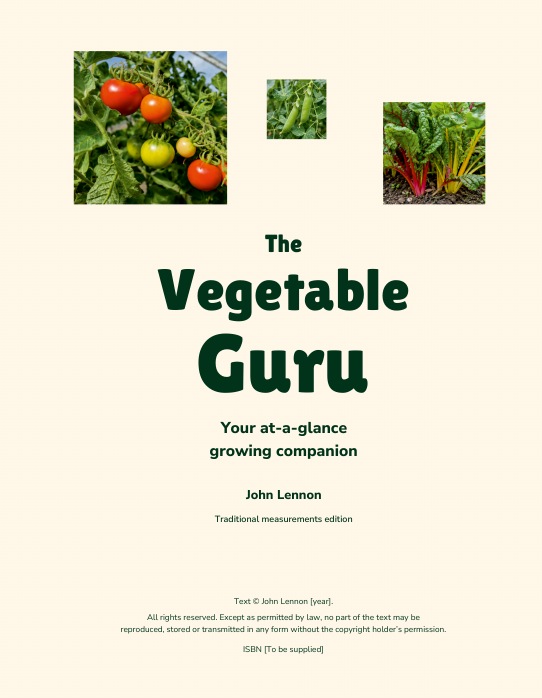 The
Vegetable
Guru
Your at-a-glance
growing companion
John Lennon
Traditional measurements edition
Text © John Lennon [year].
All rights reserved. Except as permitted by law, no part of the text may be
reproduced, stored or transmitted in any form without the copyright holder's permission.
ISBN [To be supplied]